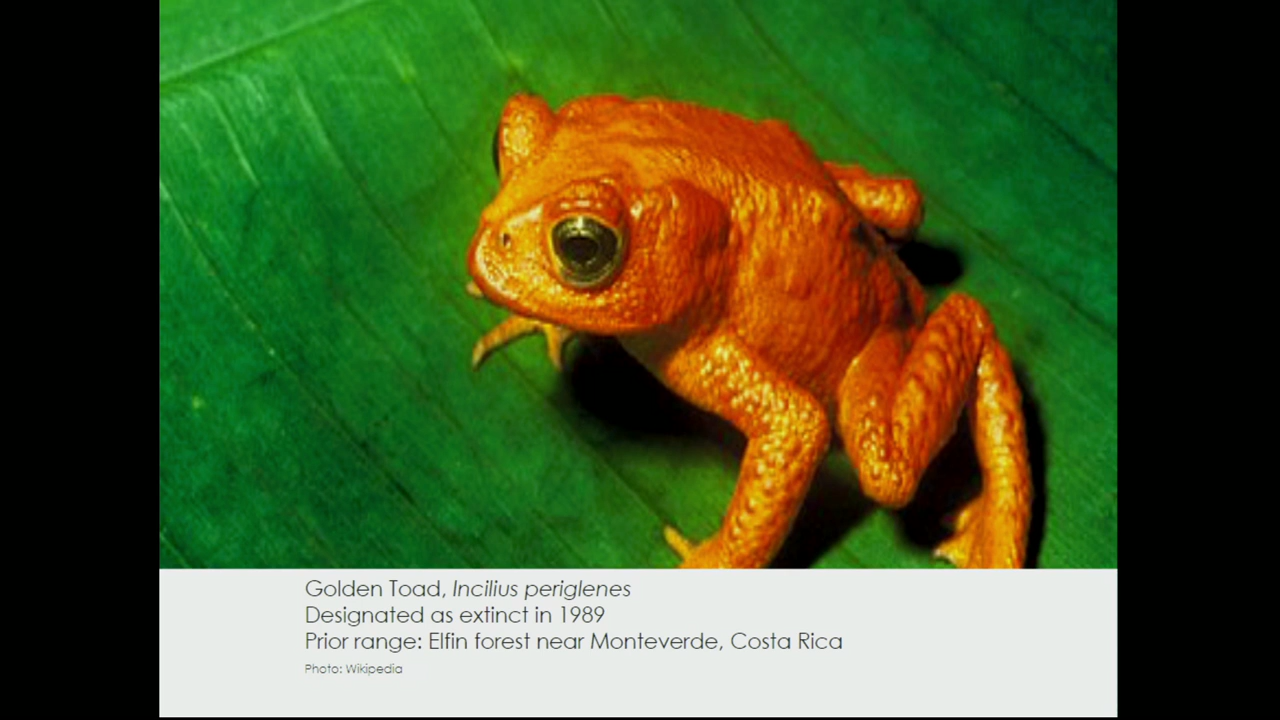 Golden Toad, Incilius periglenes
Designated as extinct in 1989
Prior range: Elfin forest near Monteverde, Costa Rica
Photo: Wikipedia